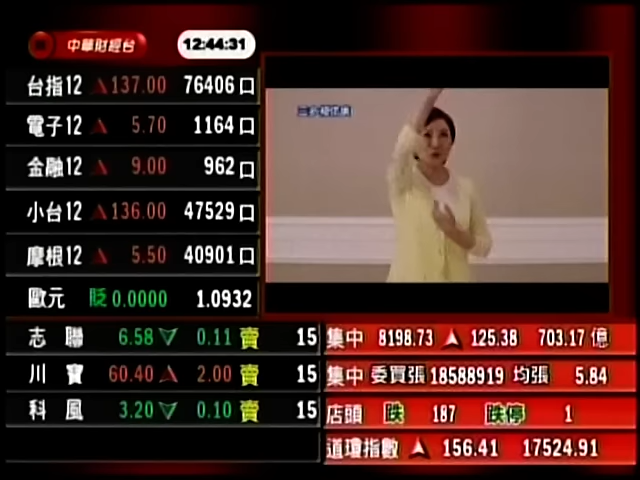 中華財經台 12:44:31
台指12 ▲137.00 76406口
電子12 ▲ 5.70 1164口
金融12 ▲ 9.00 962口
小台12 ▲136.00 47529口
摩根12 ▲ 5.50 40901口
歐元 貶0.0000 1.0932
志聯 6.58▽ 0.11 賣 15
川寶 60.40△ 2.00 賣 15
科風 3.20▽ 0.10 賣 15
集中 8198.73 ▲ 125.38 703.17億
集中 委買張 18588919 均張 5.84
店頭 跌 187 跌停 1
道瓊指數 ▲ 156.41 17524.91